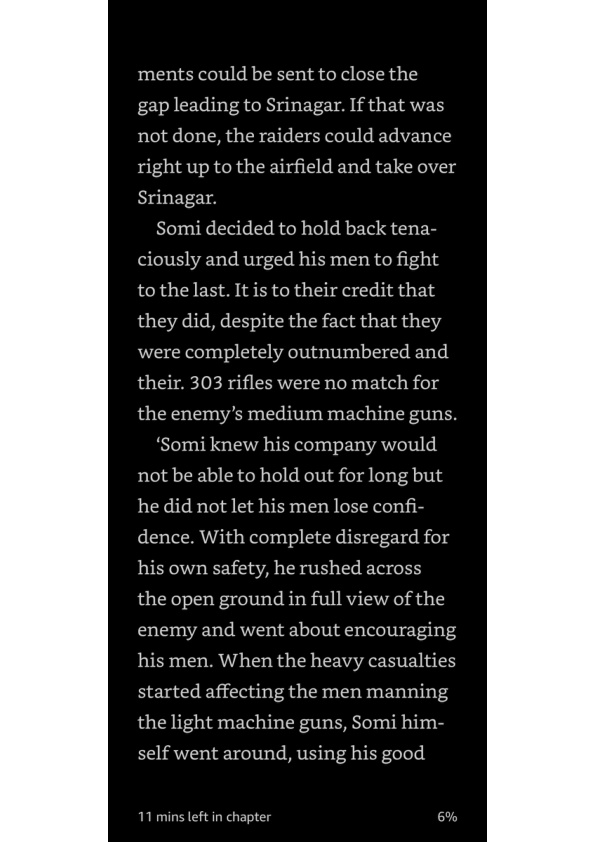 ments could be sent to close the
gap leading to Srinagar. If that was
not done, the raiders could advance
right up to the airfield and take over
Srinagar.
Somi decided to hold back tena-
ciously and urged his men to fight
to the last. It is to their credit that
they did, despite the fact that they
were completely outnumbered and
their. 303 rifles were no match for
the enemy’s medium machine guns.
‘Somi knew his company would
not be able to hold out for long but
he did not let his men lose confi-
dence. With complete disregard for
his own safety, he rushed across
the open ground in full view of the
enemy and went about encouraging
his men. When the heavy casualties
started affecting the men manning
the light machine guns, Somi him-
self went around, using his good
11 mins left in chapter 6%